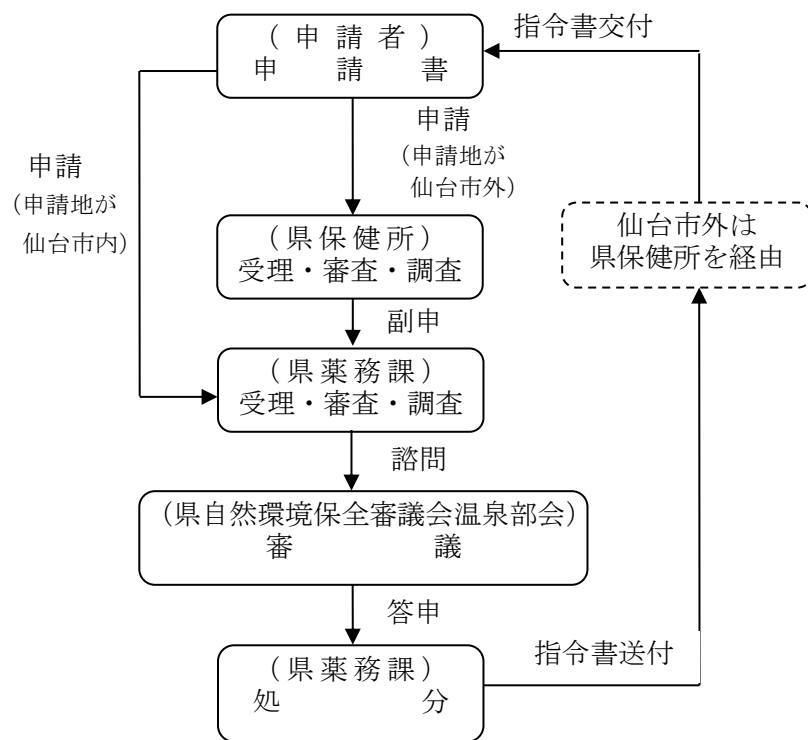 (申請者)
申請書
指令書交付
申請
(申請地が
仙台市内)
申請
(申請地が
仙台市外)
(県保健所)
受理・審査・調査
仙台市外は
県保健所を経由
副申
(県薬務課)
受理・審査・調査
諮問
(県自然環境保全審議会温泉部会)
審議
答申
(県薬務課)
処分
指令書送付